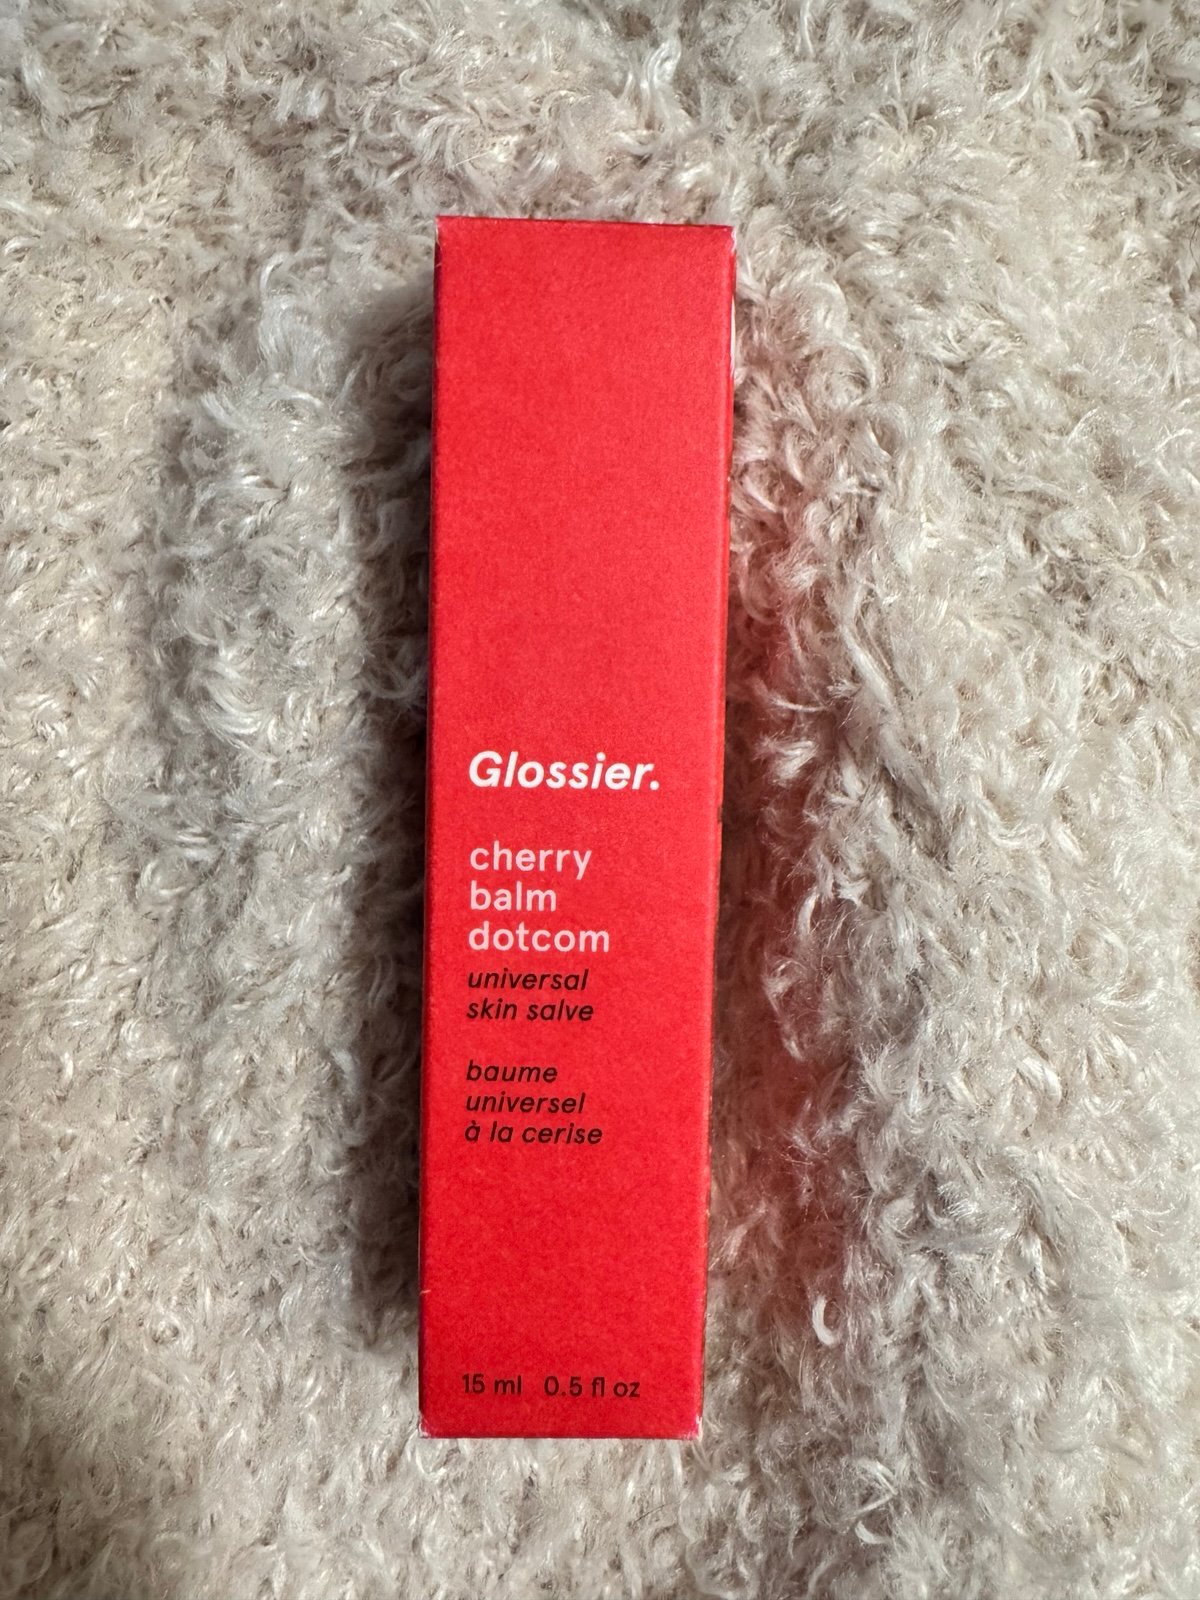 Glossier.
cherry
balm
dotcom
universal
skin salve
baume
universel
à la cerise
15 ml 0.5 fl oz